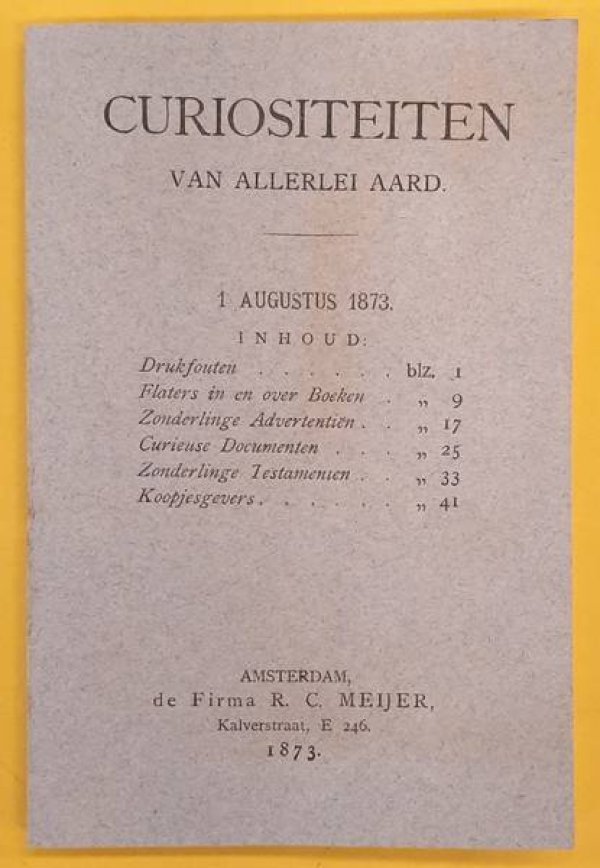 CURIOSITEITEN
VAN ALLERLEI AARD.
1 AUGUSTUS 1873.
INHOUD:
Drukfouten . . . . . . blz. 1
Flaters in en over Boeken . „ 9
Zonderlinge Advertentiën . . „ 17
Curieuse Documenten . . . „ 25
Zonderlinge Testamenten . . „ 33
Koopjesgevers . . . . . . „ 41
AMSTERDAM,
de Firma R. C. MEIJER,
Kalverstraat, E 246.
1873.